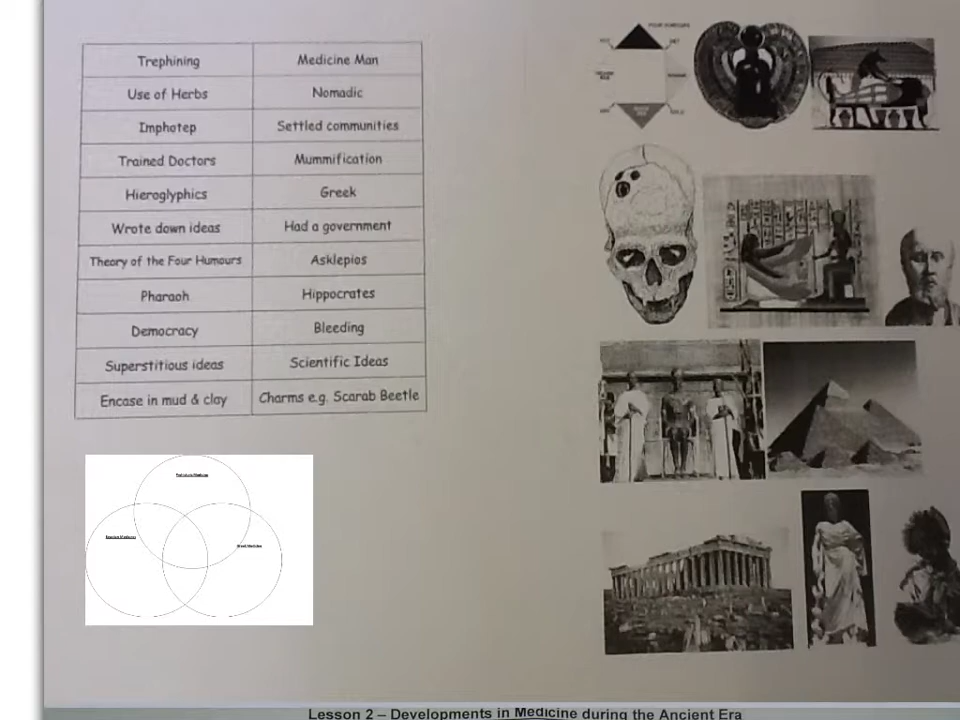 Trephining
Medicine Man
Use of Herbs
Nomadic
Imphotep
Settled communities
Trained Doctors
Mummification
Hieroglyphics
Greek
Wrote down ideas
Had a government
Theory of the Four Humours
Asklepios
Pharaoh
Hippocrates
Democracy
Bleeding
Superstitious ideas
Scientific Ideas
Encase in mud & clay
Charms e.g. Scarab Beetle
FOUR HUMOURS
Lesson 2 – Developments in Medicine during the Ancient Era